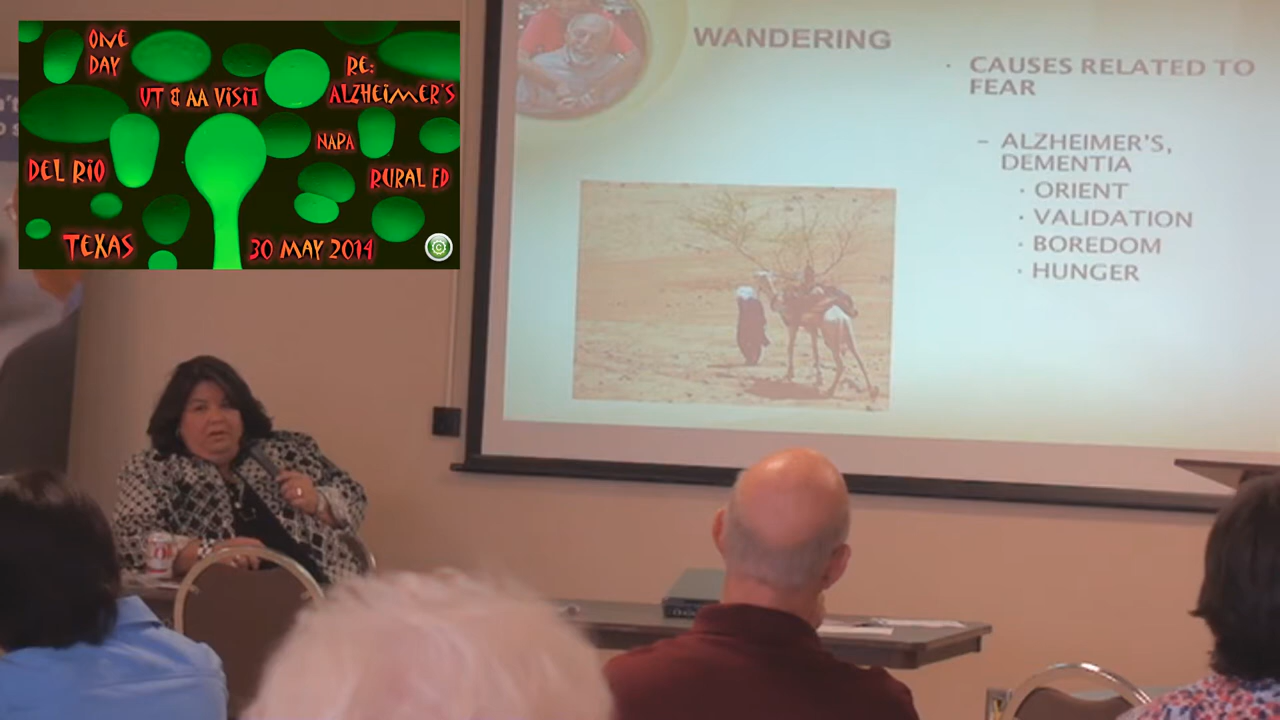 ONE
DAY
UT & AA VISIT
RE:
ALZHEIMER'S
NAPA
DEL RIO
RURAL ED
TEXAS
30 MAY 2014
WANDERING
· CAUSES RELATED TO
FEAR
– ALZHEIMER'S,
DEMENTIA
· ORIENT
· VALIDATION
· BOREDOM
· HUNGER